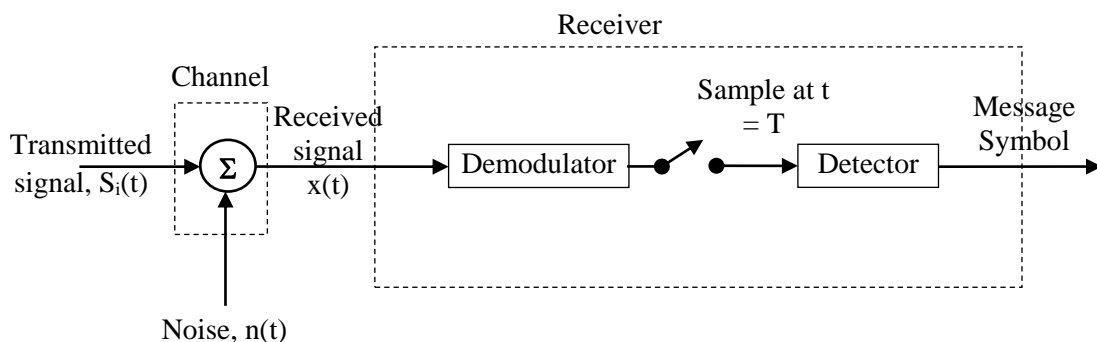 Receiver
Channel
Transmitted
signal, Sᵢ(t)
Σ
Received
signal
x(t)
Demodulator
Sample at t
= T
Detector
Message
Symbol
Noise, n(t)